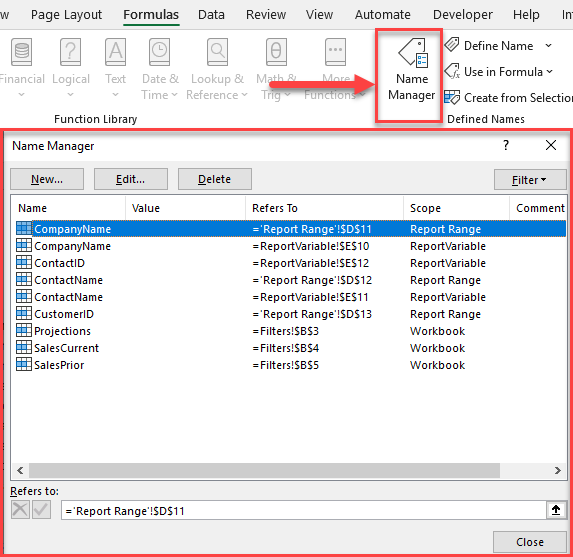 w Page Layout Formulas Data Review View Automate Developer Help In
Financial Logical Text Date & Time Lookup & Reference Math & Trig More Functions Name Manager Define Name Use in Formula Create from Selection
Function Library Defined Names
Name Manager ? ✕
New... Edit... Delete Filter
Name Value Refers To Scope Comment
CompanyName ='Report Range'!$D$11 Report Range
CompanyName =ReportVariable!$E$10 ReportVariable
ContactID =ReportVariable!$E$12 ReportVariable
ContactName ='Report Range'!$D$12 Report Range
ContactName =ReportVariable!$E$11 ReportVariable
CustomerID ='Report Range'!$D$13 Report Range
Projections =Filters!$B$3 Workbook
SalesCurrent =Filters!$B$4 Workbook
SalesPrior =Filters!$B$5 Workbook
Refers to:
='Report Range'!$D$11
Close